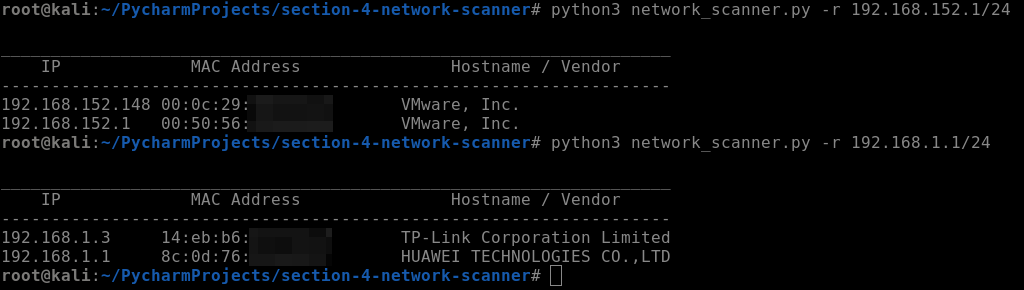 root@kali:~/PycharmProjects/section-4-network-scanner# python3 network_scanner.py -r 192.168.152.1/24
___________________________________________________________________
IP MAC Address Hostname / Vendor
-------------------------------------------------------------------
192.168.152.148 00:0c:29: VMware, Inc.
192.168.152.1 00:50:56: VMware, Inc.
root@kali:~/PycharmProjects/section-4-network-scanner# python3 network_scanner.py -r 192.168.1.1/24
___________________________________________________________________
IP MAC Address Hostname / Vendor
-------------------------------------------------------------------
192.168.1.3 14:eb:b6: TP-Link Corporation Limited
192.168.1.1 8c:0d:76: HUAWEI TECHNOLOGIES CO.,LTD
root@kali:~/PycharmProjects/section-4-network-scanner#